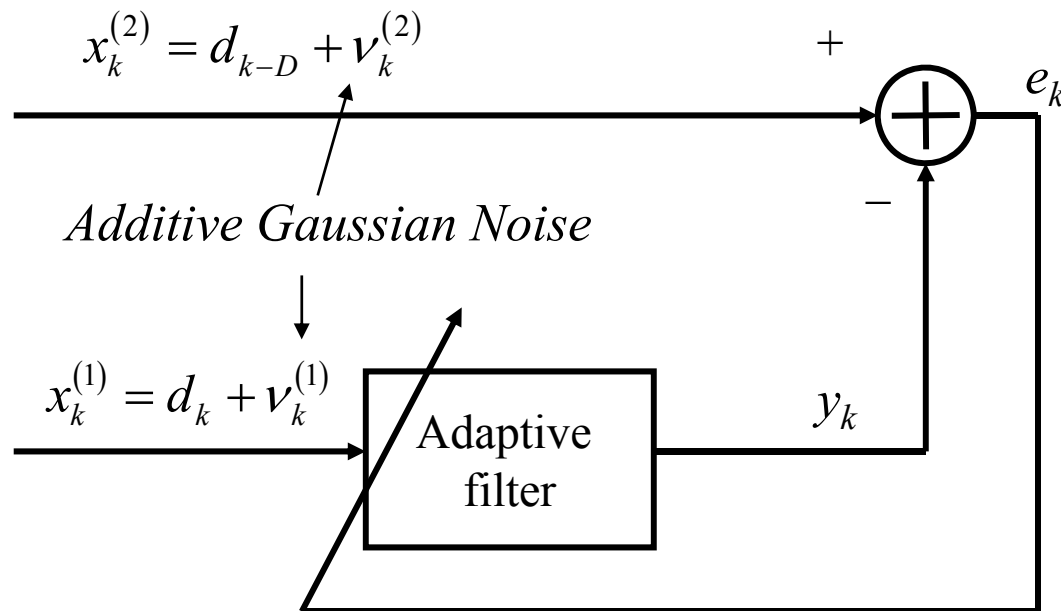 x_k^{(2)} = d_{k-D} + ν_k^{(2)}
+
e_k
−
Additive Gaussian Noise
x_k^{(1)} = d_k + ν_k^{(1)}
Adaptive
filter
y_k